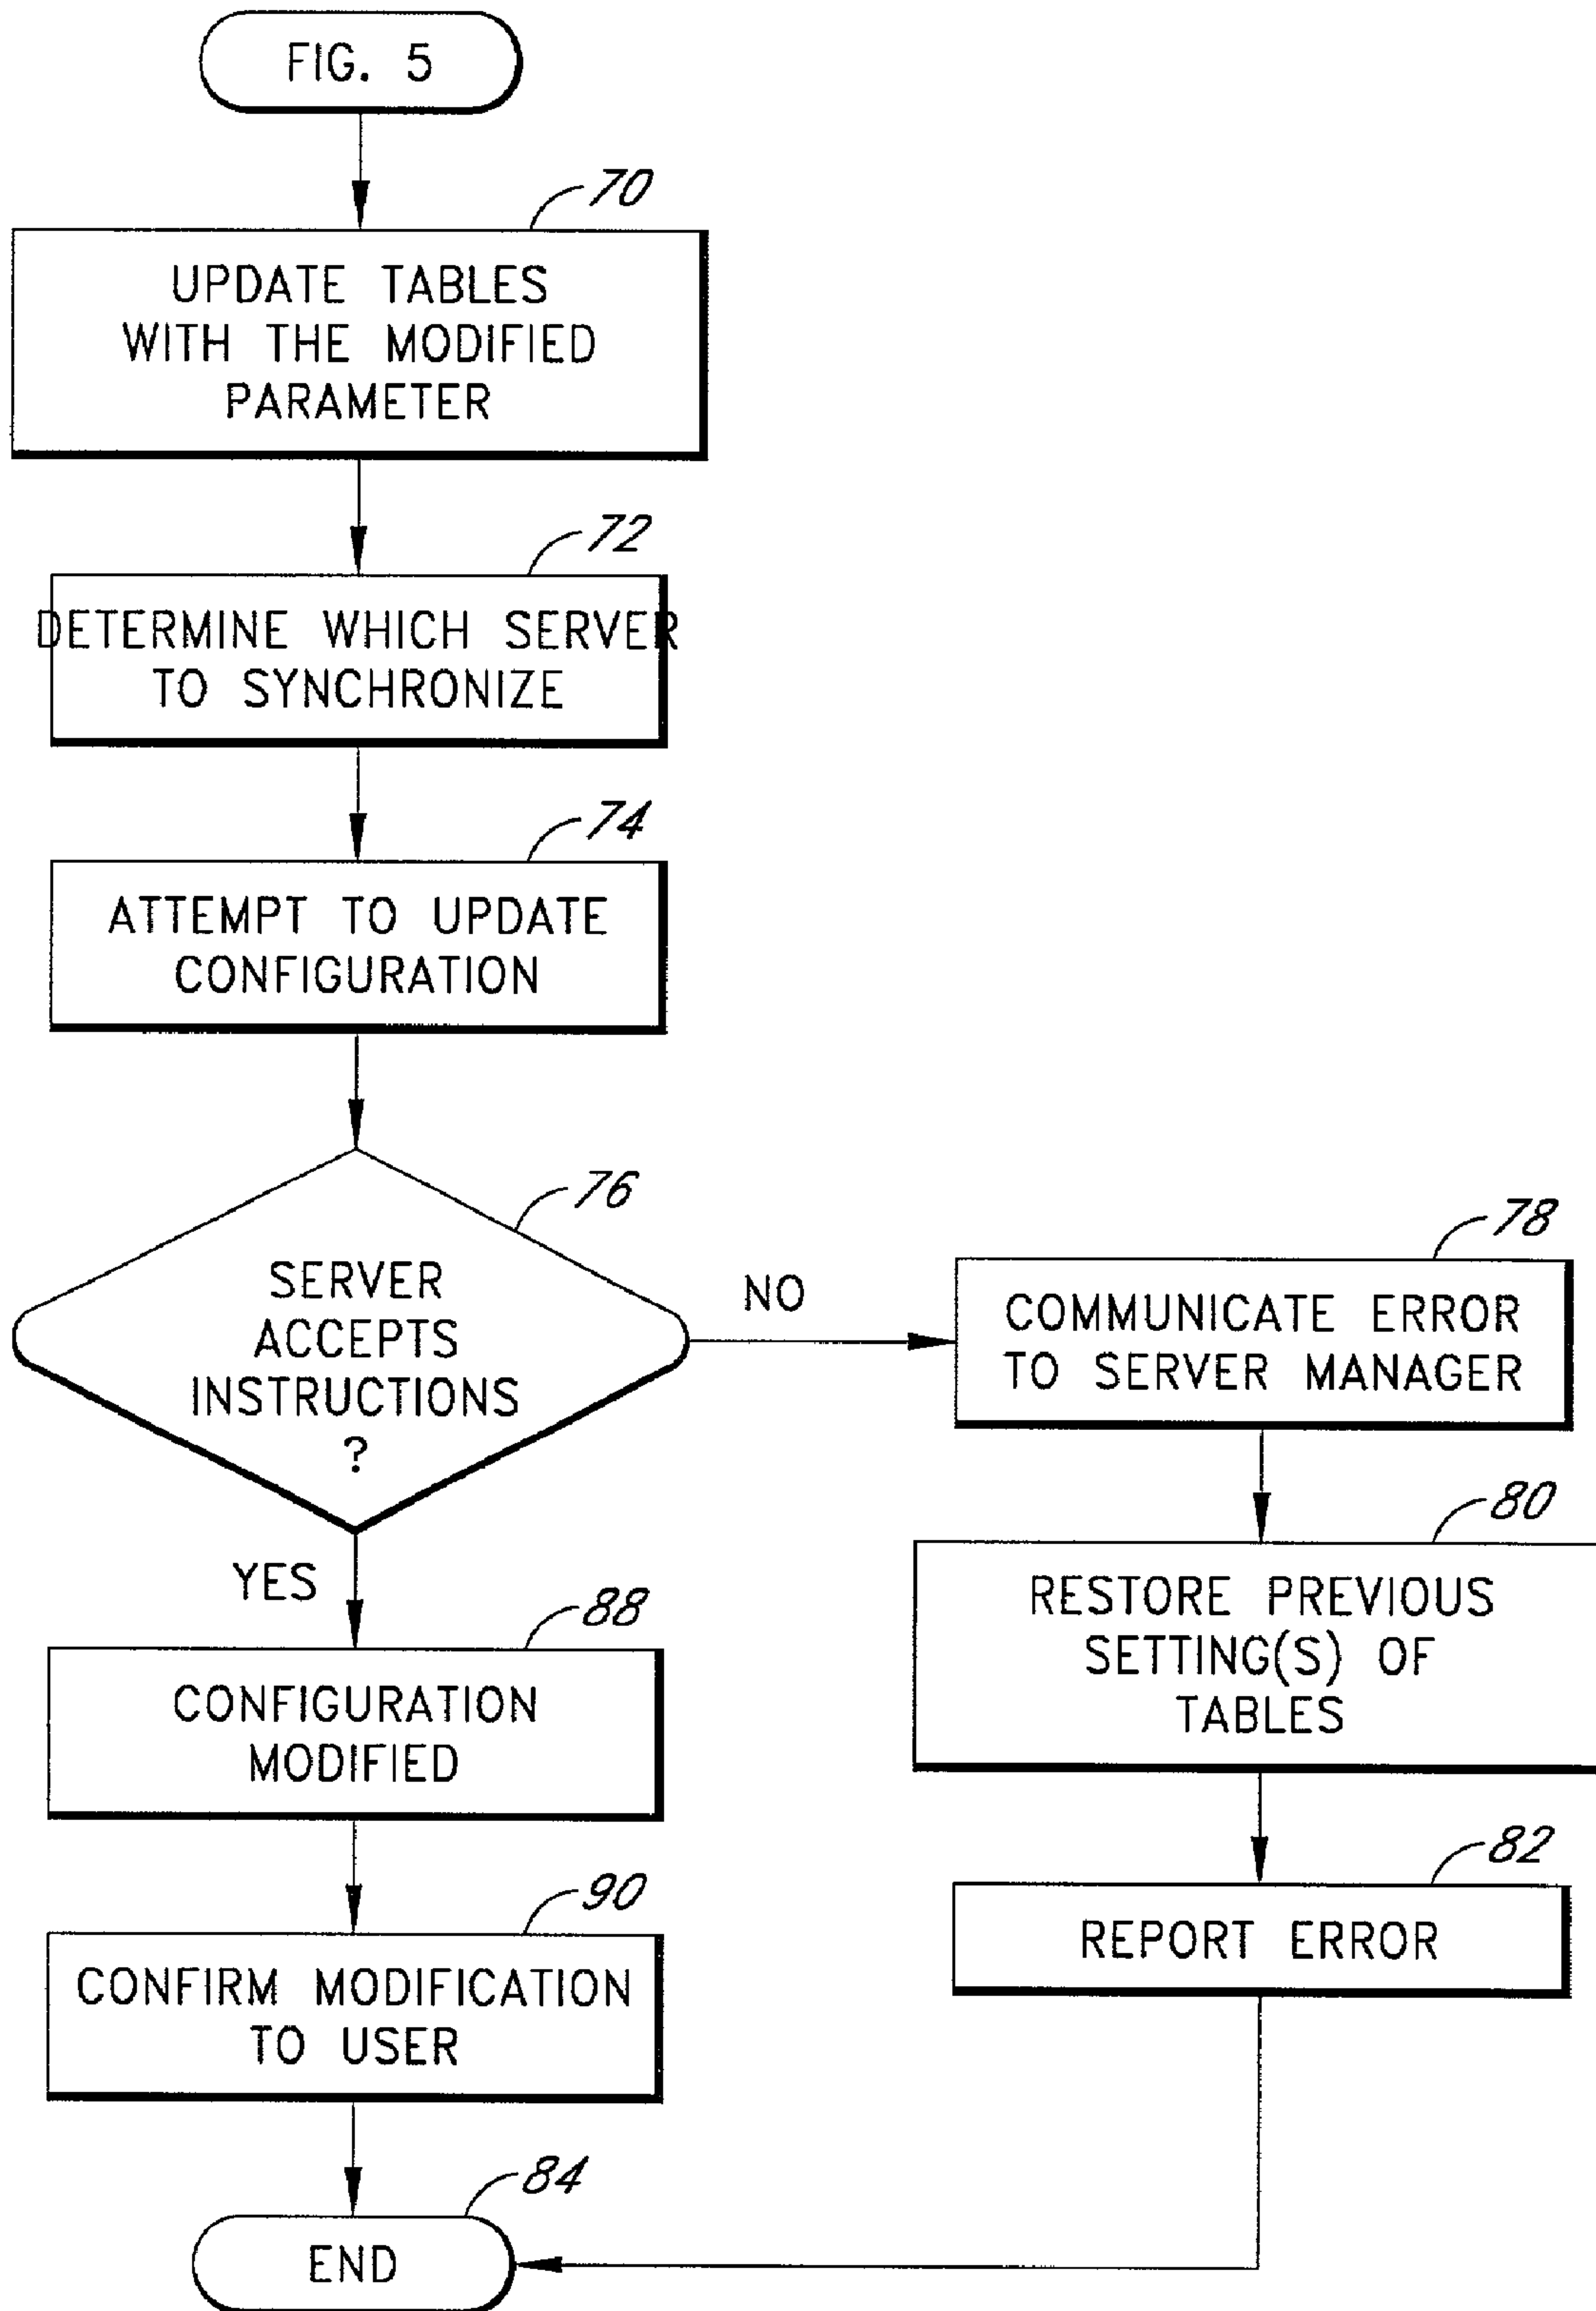 FIG. 5
70
UPDATE TABLES
WITH THE MODIFIED
PARAMETER
72
DETERMINE WHICH SERVER
TO SYNCHRONIZE
74
ATTEMPT TO UPDATE
CONFIGURATION
76
SERVER
ACCEPTS
INSTRUCTIONS
?
NO
78
COMMUNICATE ERROR
TO SERVER MANAGER
80
RESTORE PREVIOUS
SETTING(S) OF
TABLES
82
REPORT ERROR
YES
88
CONFIGURATION
MODIFIED
90
CONFIRM MODIFICATION
TO USER
84
END